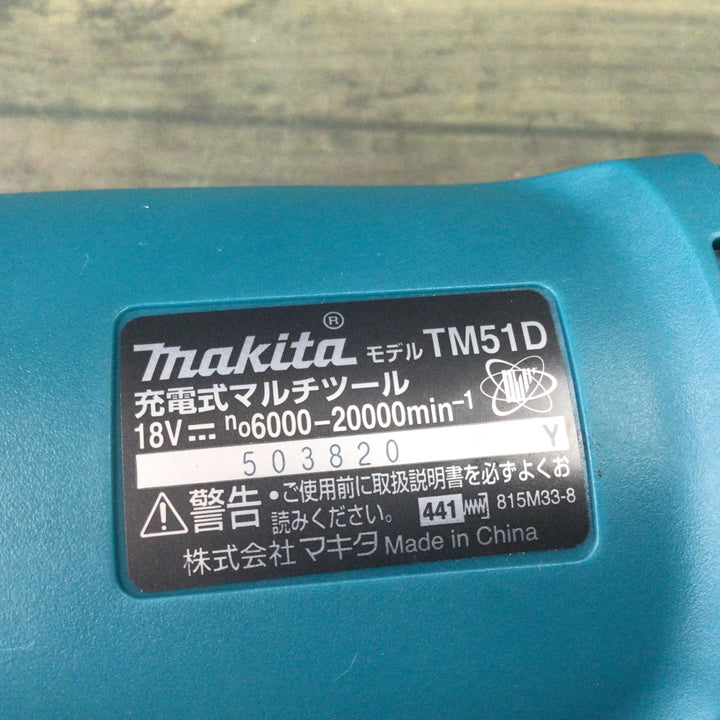 makita ® モデル TM51D
充電式マルチツール
18V⎓ no6000-20000min-1
503820 Y
警告 •ご使用前に取扱説明書を必ずよくお
読みください。 441 815M33-8
株式会社 マキタ Made in China